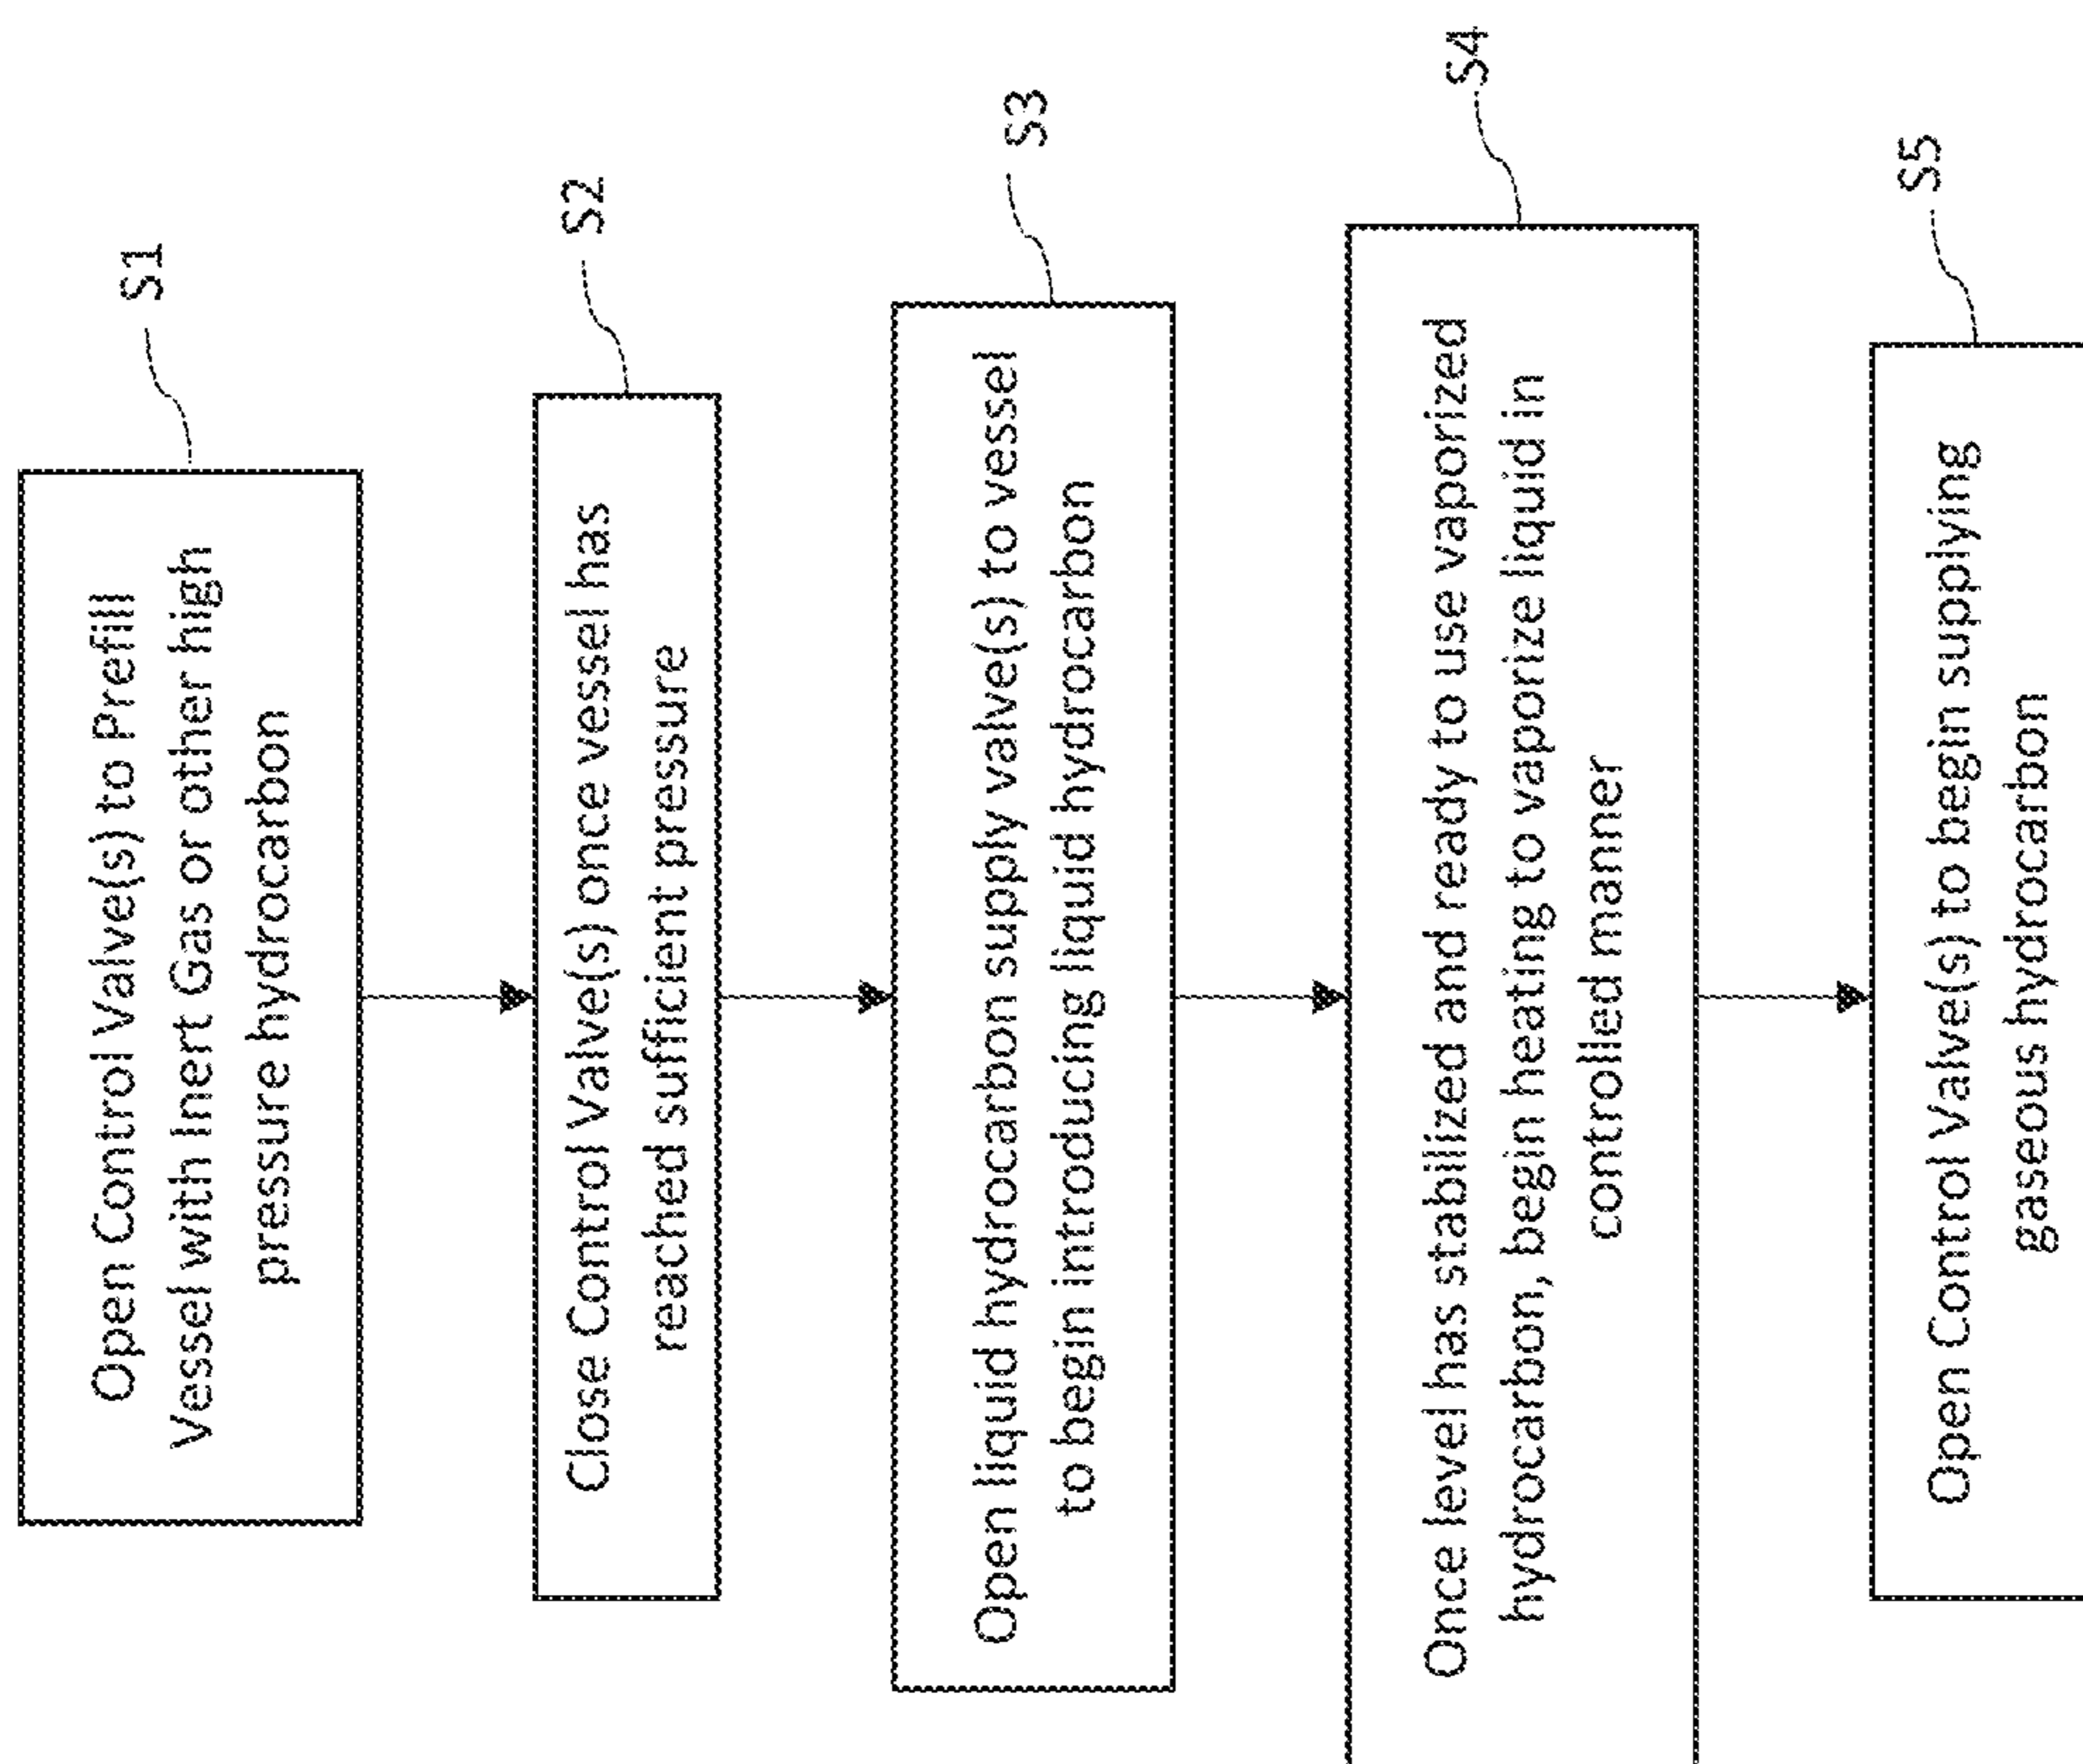 Open Control Valve(s) to Prefill
Vessel with Inert Gas or other high
pressure hydrocarbon
S1
Close Control Valve(s) once vessel has
reached sufficient pressure
S2
Open liquid hydrocarbon supply valve(s) to vessel
to begin introducing liquid hydrocarbon
S3
Once level has stabilized and ready to use vaporized
hydrocarbon, begin heating to vaporize liquid in
controlled manner
S4
Open Control Valve(s) to begin supplying
gaseous hydrocarbon
S5